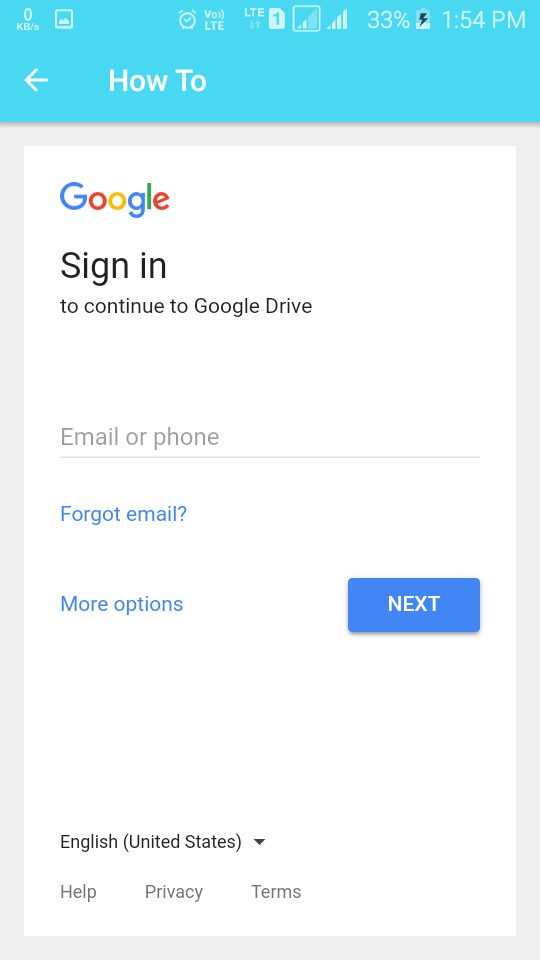 0
KB/s
Vo))
LTE
LTE
1
33%
1:54 PM
How To
Google
Sign in
to continue to Google Drive
Email or phone
Forgot email?
More options
NEXT
English (United States)
Help Privacy Terms